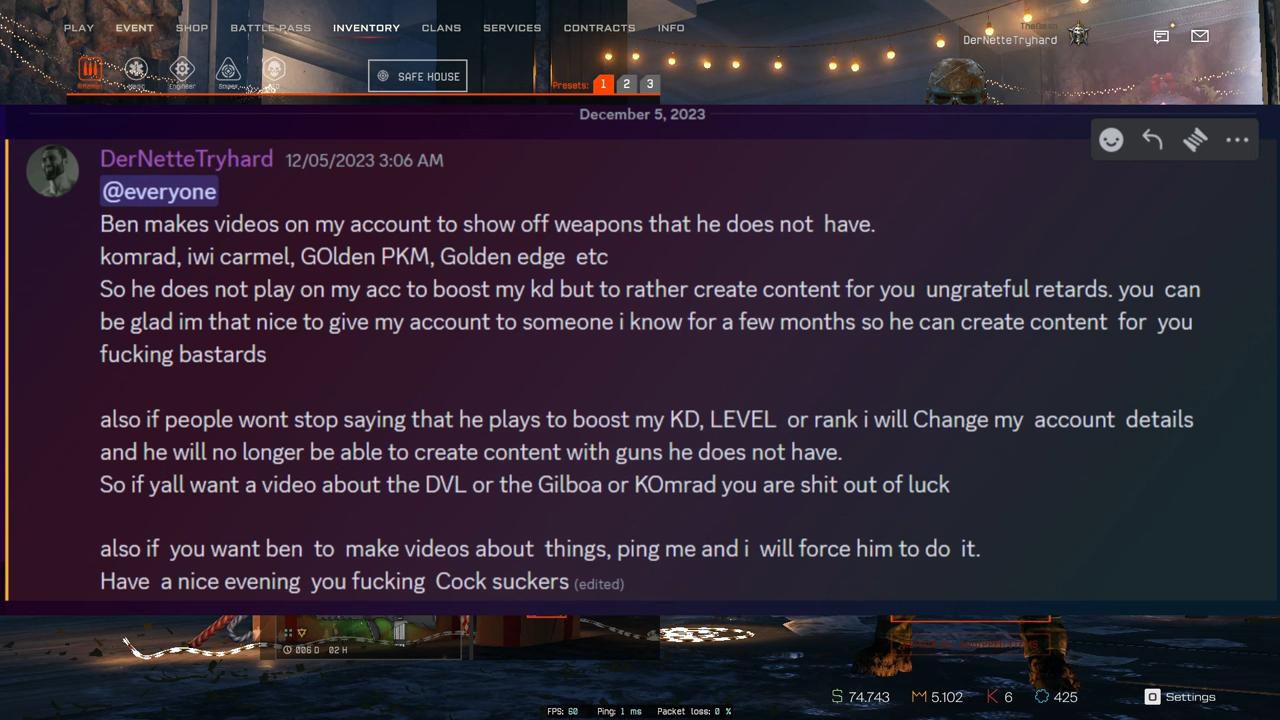 PLAY EVENT SHOP BATTLE PASS INVENTORY CLANS SERVICES CONTRACTS INFO
DerNetteTryhard
Engineer
SAFE HOUSE
Presets: 1 2 3
December 5, 2023
DerNetteTryhard 12/05/2023 3:06 AM
@everyone
Ben makes videos on my account to show off weapons that he does not have.
komrad, iwi carmel, GOlden PKM, Golden edge etc
So he does not play on my acc to boost my kd but to rather create content for you ungrateful retards. you can
be glad im that nice to give my account to someone i know for a few months so he can create content for you
fucking bastards
also if people wont stop saying that he plays to boost my KD, LEVEL or rank i will Change my account details
and he will no longer be able to create content with guns he does not have.
So if yall want a video about the DVL or the Gilboa or KOmrad you are shit out of luck
also if you want ben to make videos about things, ping me and i will force him to do it.
Have a nice evening you fucking Cock suckers (edited)
006 D 02 H
74.743 5.102 K 6 425 Settings
FPS: 60 Ping: 1 ms Packet loss: 0 %